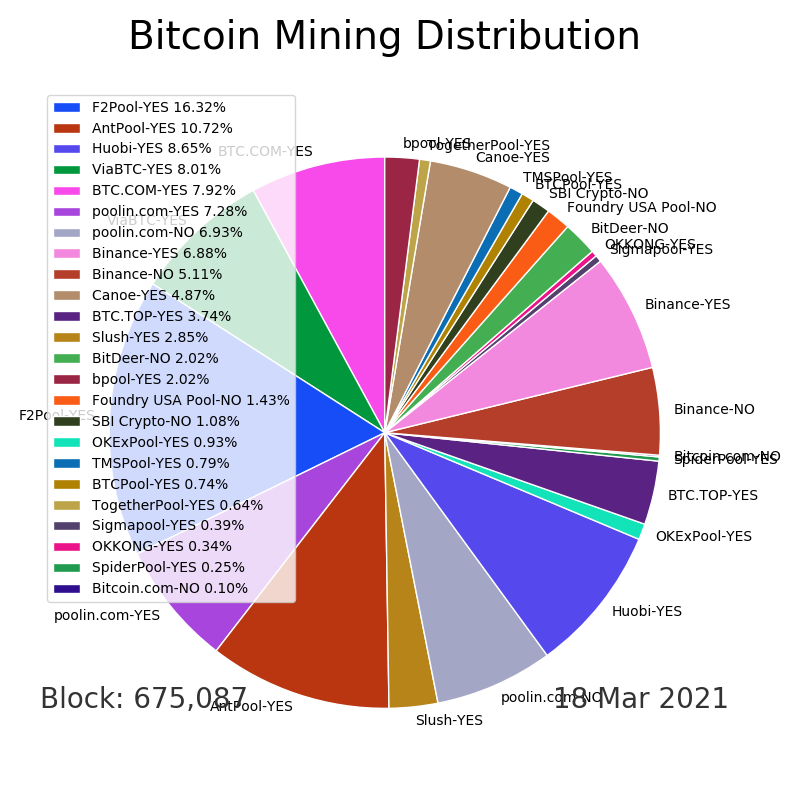 Bitcoin Mining Distribution
F2Pool-YES 16.32%
AntPool-YES 10.72%
Huobi-YES 8.65%
ViaBTC-YES 8.01%
BTC.COM-YES 7.92%
poolin.com-YES 7.28%
poolin.com-NO 6.93%
Binance-YES 6.88%
Binance-NO 5.11%
Canoe-YES 4.87%
BTC.TOP-YES 3.74%
Slush-YES 2.85%
BitDeer-NO 2.02%
bpool-YES 2.02%
Foundry USA Pool-NO 1.43%
SBI Crypto-NO 1.08%
OKExPool-YES 0.93%
TMSPool-YES 0.79%
BTCPool-YES 0.74%
TogetherPool-YES 0.64%
Sigmapool-YES 0.39%
OKKONG-YES 0.34%
SpiderPool-YES 0.25%
Bitcoin.com-NO 0.10%
BTC.COM-YES
ViaBTC-YES
F2Pool-YES
poolin.com-YES
AntPool-YES
Slush-YES
poolin.com-NO
Huobi-YES
OKExPool-YES
BTC.TOP-YES
SpiderPool-YES
Bitcoin.com-NO
Binance-NO
Binance-YES
Sigmapool-YES
OKKONG-YES
BitDeer-NO
Foundry USA Pool-NO
SBI Crypto-NO
BTCPool-YES
TMSPool-YES
Canoe-YES
TogetherPool-YES
bpool-YES
Block: 675,087
18 Mar 2021